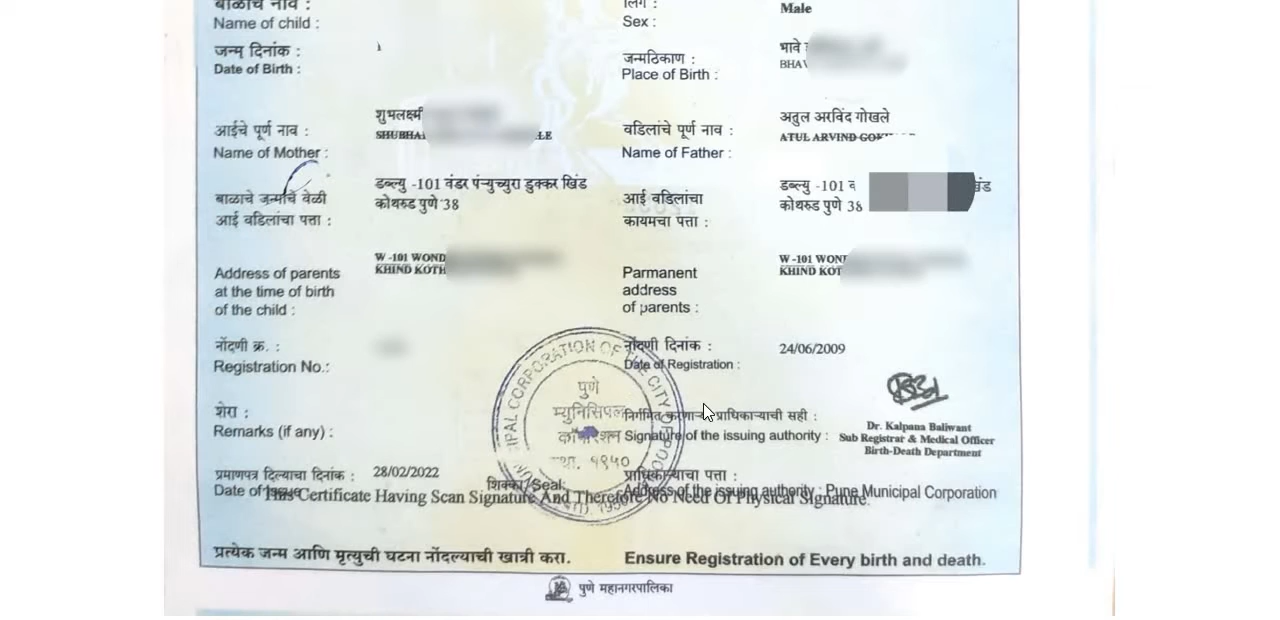 बाळाचे नाव :
Name of child :
लिंग :
Sex :
Male
जन्म दिनांक :
Date of Birth :
जन्मठिकाण :
Place of Birth :
भावे
आईचे पूर्ण नाव :
Name of Mother :
शुभलक्ष्मी
वडिलांचे पूर्ण नाव :
Name of Father :
अतुल अरविंद गोखले
ATUL ARVIND
बाळाचे जन्माचे वेळी
आई वडिलांचा पत्ता :
डब्ल्यु -101 वंडर पंन्युच्युरा डुक्कर खिंड
कोथरुड पुणे 38
आई वडिलांचा
कायमचा पत्ता :
डब्ल्यु -101
कोथरुड पुणे 38
Address of parents
at the time of birth
of the child :
W -101
KHIND
Parmanent
address
of parents :
W -101
KHIND
नोंदणी क्र. :
Registration No.:
नोंदणी दिनांक :
Date of Registration :
24/06/2009
शेरा :
Remarks (if any) :
निर्गमित करणाऱ्या प्राधिकाऱ्याची सही :
Signature of the issuing authority :
Dr. Kalpana Baliwant
Sub Registrar & Medical Officer
Birth-Death Department
CORPORATION OF THE CITY OF POONA
पुणे
म्युनिसिपल
कॉर्पोरेशन
स्था. १९५०
प्रमाणपत्र दिल्याचा दिनांक :
28/02/2022
शिक्का/Seal:
प्राधिकाऱ्याचा पत्ता :
Address of the issuing authority : Pune Municipal Corporation
This Certificate Having Scan Signature And Therefore No Need Of Physical Signature.
प्रत्येक जन्म आणि मृत्युची घटना नोंदल्याची खात्री करा.
Ensure Registration of Every birth and death.
पुणे महानगरपालिका